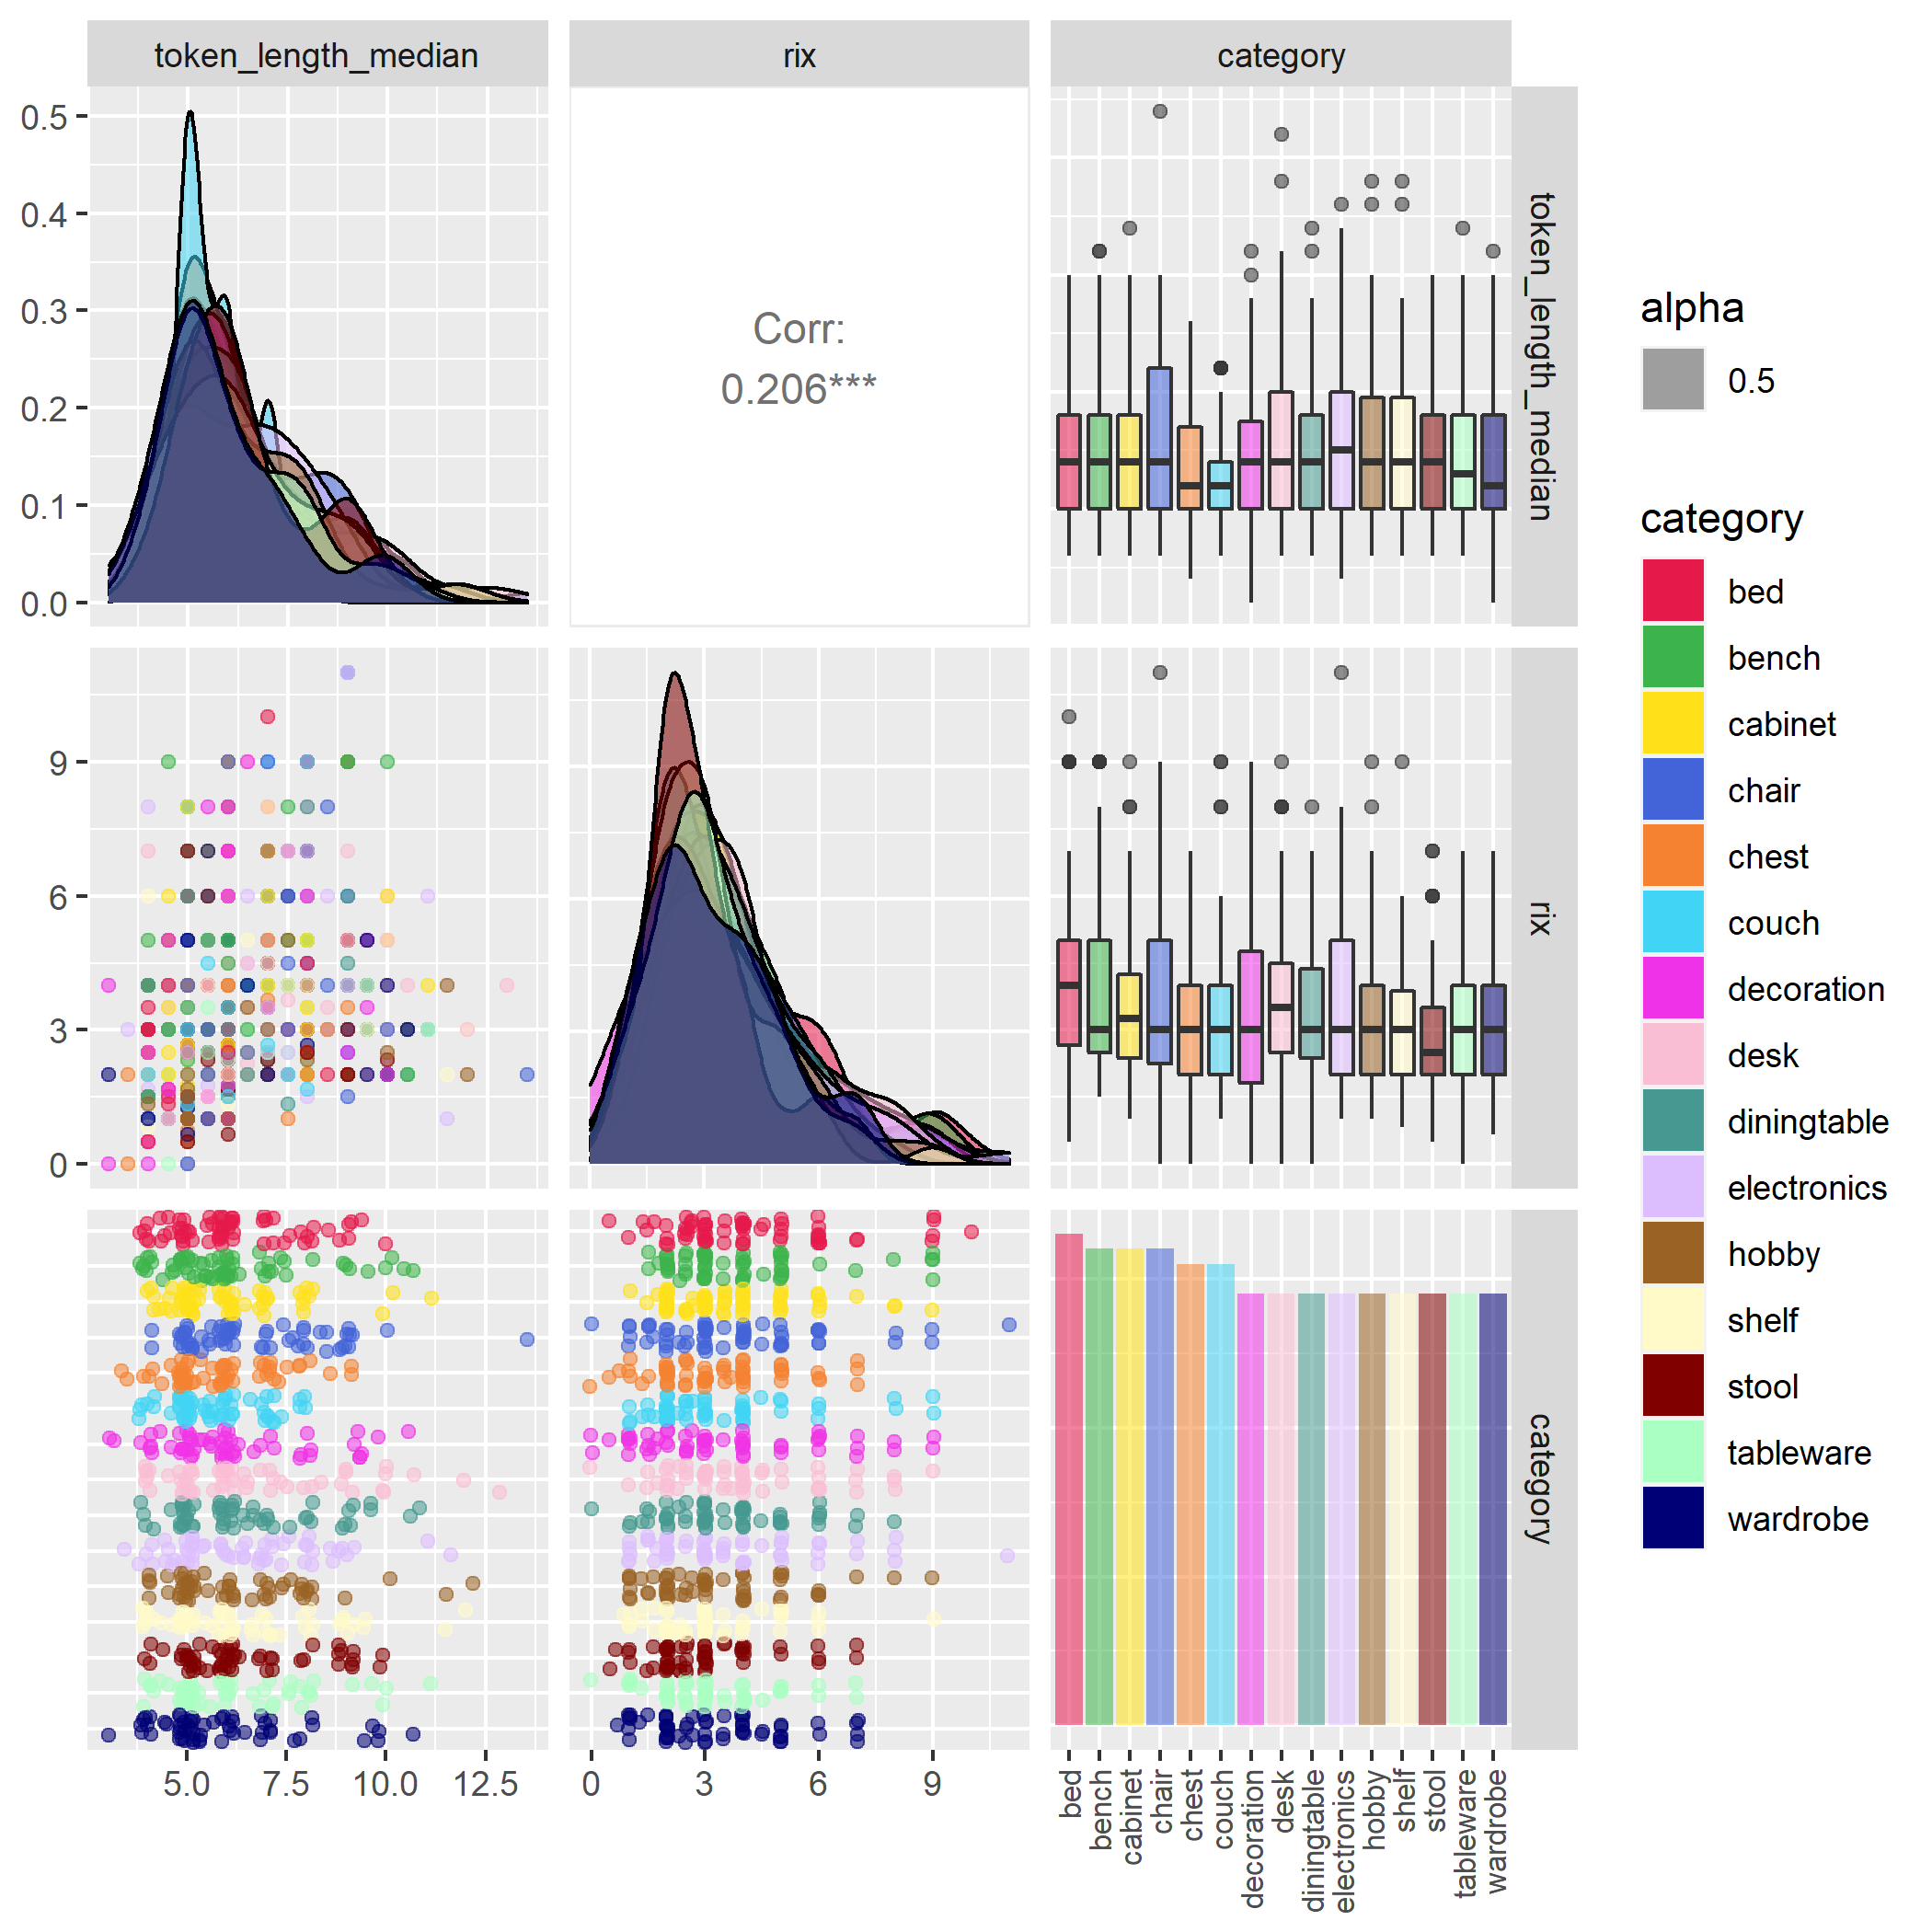 token_length_median
rix
category
0.5
0.4
0.3
0.2
0.1
0.0
Corr:
0.206***
token_length_median
9
6
3
0
rix
category
5.0
7.5
10.0
12.5
0
3
6
9
bed
bench
cabinet
chair
chest
couch
decoration
desk
diningtable
electronics
hobby
shelf
stool
tableware
wardrobe
alpha
0.5
category
bed
bench
cabinet
chair
chest
couch
decoration
desk
diningtable
electronics
hobby
shelf
stool
tableware
wardrobe